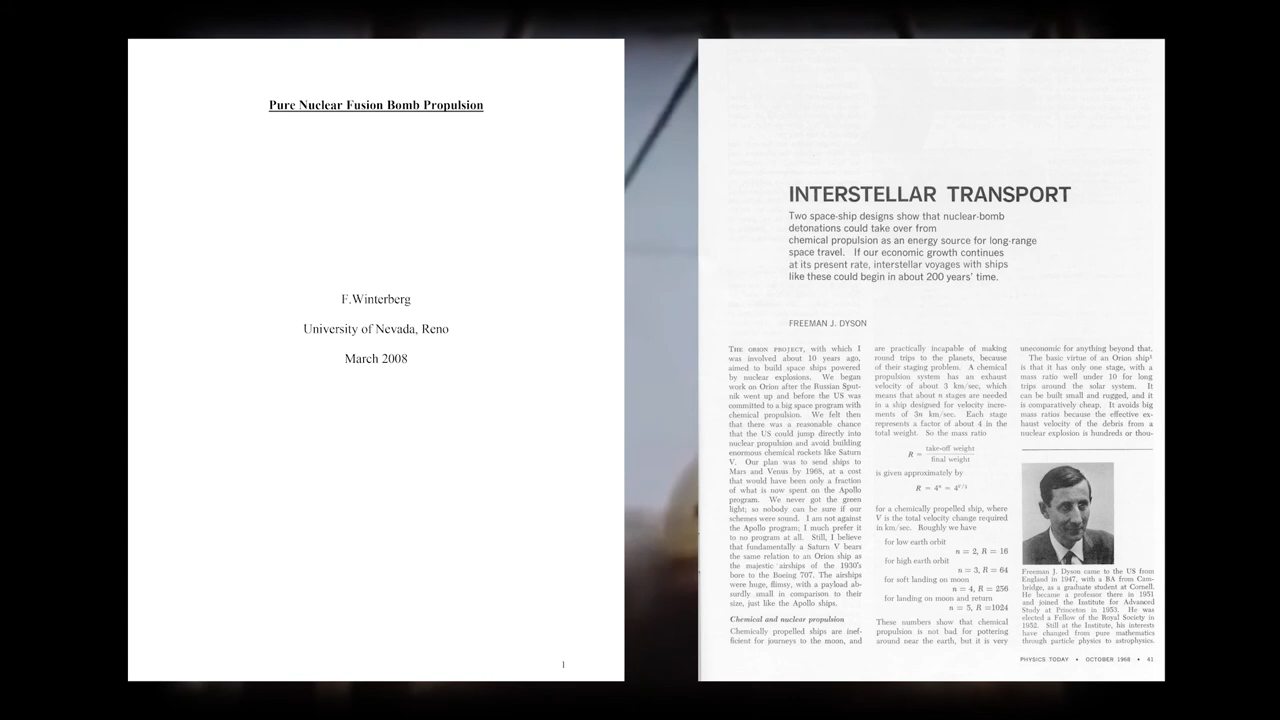 Pure Nuclear Fusion Bomb Propulsion
F.Winterberg
University of Nevada, Reno
March 2008
1
INTERSTELLAR TRANSPORT
Two space-ship designs show that nuclear-bomb
detonations could take over from
chemical propulsion as an energy source for long-range
space travel. If our economic growth continues
at its present rate, interstellar voyages with ships
like these could begin in about 200 years' time.
FREEMAN J. DYSON
THE ORION PROJECT, with which I
was involved about 10 years ago,
aimed to build space ships powered
by nuclear explosions. We began
work on Orion after the Russian Sput-
nik went up and before the US was
committed to a big space program with
chemical propulsion. We felt then
that there was a reasonable chance
that the US could jump directly into
nuclear propulsion and avoid building
enormous chemical rockets like Saturn
V. Our plan was to send ships to
Mars and Venus by 1968, at a cost
that would have been only a fraction
of what is now spent on the Apollo
program. We never got the green
light; so nobody can be sure if our
schemes were sound. I am not against
the Apollo program; I much prefer it
to no program at all. Still, I believe
that fundamentally a Saturn V bears
the same relation to an Orion ship as
the majestic airships of the 1930's
bore to the Boeing 707. The airships
were huge, flimsy, with a payload ab-
surdly small in comparison to their
size, just like the Apollo ships.
Chemical and nuclear propulsion
Chemically propelled ships are inef-
ficient for journeys to the moon, and
are practically incapable of making
round trips to the planets, because
of their staging problem. A chemical
propulsion system has an exhaust
velocity of about 3 km/sec, which
means that about n stages are needed
in a ship designed for velocity incre-
ments of 3n km/sec. Each stage
represents a factor of about 4 in the
total weight. So the mass ratio
R = take-off weight
final weight
is given approximately by
R = 4ⁿ = 4^(V/3)
for a chemically propelled ship, where
V is the total velocity change required
in km/sec. Roughly we have
for low earth orbit
n = 2, R = 16
for high earth orbit
n = 3, R = 64
for soft landing on moon
n = 4, R = 256
for landing on moon and return
n = 5, R =1024
These numbers show that chemical
propulsion is not bad for pottering
around near the earth, but it is very
uneconomic for anything beyond that.
The basic virtue of an Orion ship¹
is that it has only one stage, with a
mass ratio well under 10 for long
trips around the solar system. It
can be built small and rugged, and it
is comparatively cheap. It avoids big
mass ratios because the effective ex-
haust velocity of the debris from a
nuclear explosion is hundreds or thou-
Freeman J. Dyson came to the US from
England in 1947, with a BA from Cam-
bridge, as a graduate student at Cornell.
He became a professor there in 1951
and joined the Institute for Advanced
Study at Princeton in 1953. He was
elected a Fellow of the Royal Society in
1952. Still at the Institute, his interests
have changed from pure mathematics
through particle physics to astrophysics.
PHYSICS TODAY • OCTOBER 1968 • 41